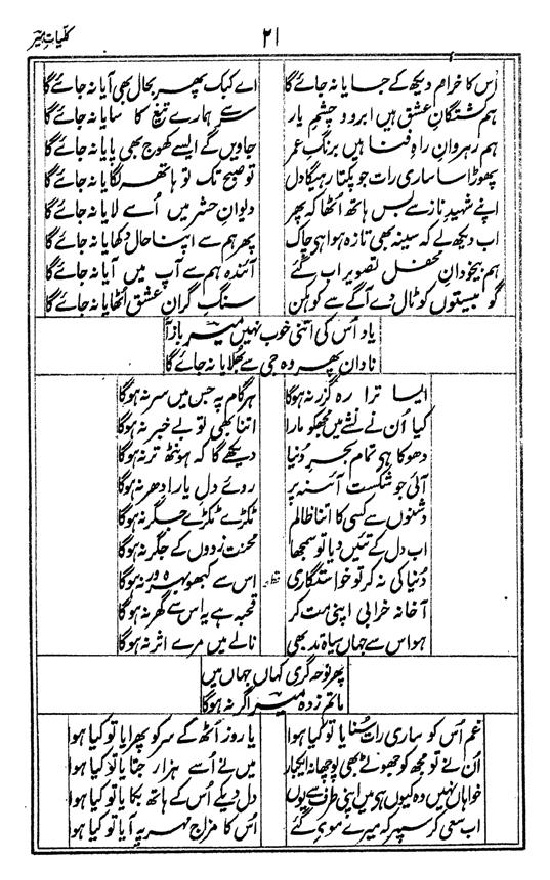 کلیات میر
۲۱
اس کا خرام دیکھ کے جایا نہ جائے گا اے کبک پھر بحال بھی آیا نہ جائے گا
ہم کشتگانِ عشق ہیں ابرو و چشمِ یار سر سے ہمارے تیغ کا سایا نہ جائے گا
ہم رہروانِ راہِ فنا ہیں برنگِ عمر جاویں گے ایسے کھوج بھی پایا نہ جائے گا
پھوڑا سا ساری رات جو پکتا رہیگا دل تو صبح تک تو ہاتھ لگایا نہ جائے گا
اپنے شہیدِ ناز سے بس ہاتھ اٹھا کہ پھر دیوانِ حشر میں اُسے لایا نہ جائے گا
اب دیکھ لے کہ سینہ بھی تازہ ہوا ہے چاک پھر ہم سے اپنا حال دکھایا نہ جائے گا
ہم بیخودانِ محفلِ تصویر اب گئے آئندہ ہم سے آپ میں آیا نہ جائے گا
گو بیستوں کو ٹال دے آگے سے کوہکن سنگِ گرانِ عشق اٹھایا نہ جائے گا
یاد اُس کی اتنی خوب نہیں میر باز آ
نادان پھر وہ جی سے بھلایا نہ جائے گا
ایسا ترا رہ گزر نہ ہوگا ہر گام پہ جس میں سر نہ ہوگا
کیا اُن نے نشے میں مجھکو مارا اتنا بھی تو بے خبر نہ ہوگا
دھوکا ہے تمام بحرِ دنیا دیکھے گا کہ ہونٹھ تر نہ ہوگا
آئی جو شکست آئنہ پر روئے دلِ یار ادھر نہ ہوگا
دشنوں سے کسی کا اتنا ظالم ٹکڑے ٹکڑے جگر نہ ہوگا
اب دل کے تئیں دیا تو سمجھا محنت زدوں کے جگر نہ ہوگا
دُنیا کی نہ کر تو خواستگاری قطعہ اس سے کبھو بہرہ ور نہ ہوگا
آ خانہ خرابی اپنی مت کر قحبہ ہے یہ اس سے گھر نہ ہوگا
ہو اس سے جہاں سیاہ تد بھی نالے میں مرے اثر نہ ہوگا
پھر نوحہ گری کہاں جہاں میں
ماتم زدہ میر اگر نہ ہوگا
غم اُس کو ساری رات سُنایا تو کیا ہوا یا روز اُٹھ کے سر کو پھرایا تو کیا ہوا
اُن نے تو مجھ کو جھوٹے بھی پوچھا نہ ایکبار میں نے اُسے ہزار جتایا تو کیا ہوا
خواہاں نہیں وہ کیوں ہی میں اپنی طرف سے یوں دل دیکے اُس کے ہاتھ بکایا تو کیا ہوا
اب سعی کر سپہر کہ میرے موئے گئے اُس کا مزاج مہر پہ آیا تو کیا ہوا